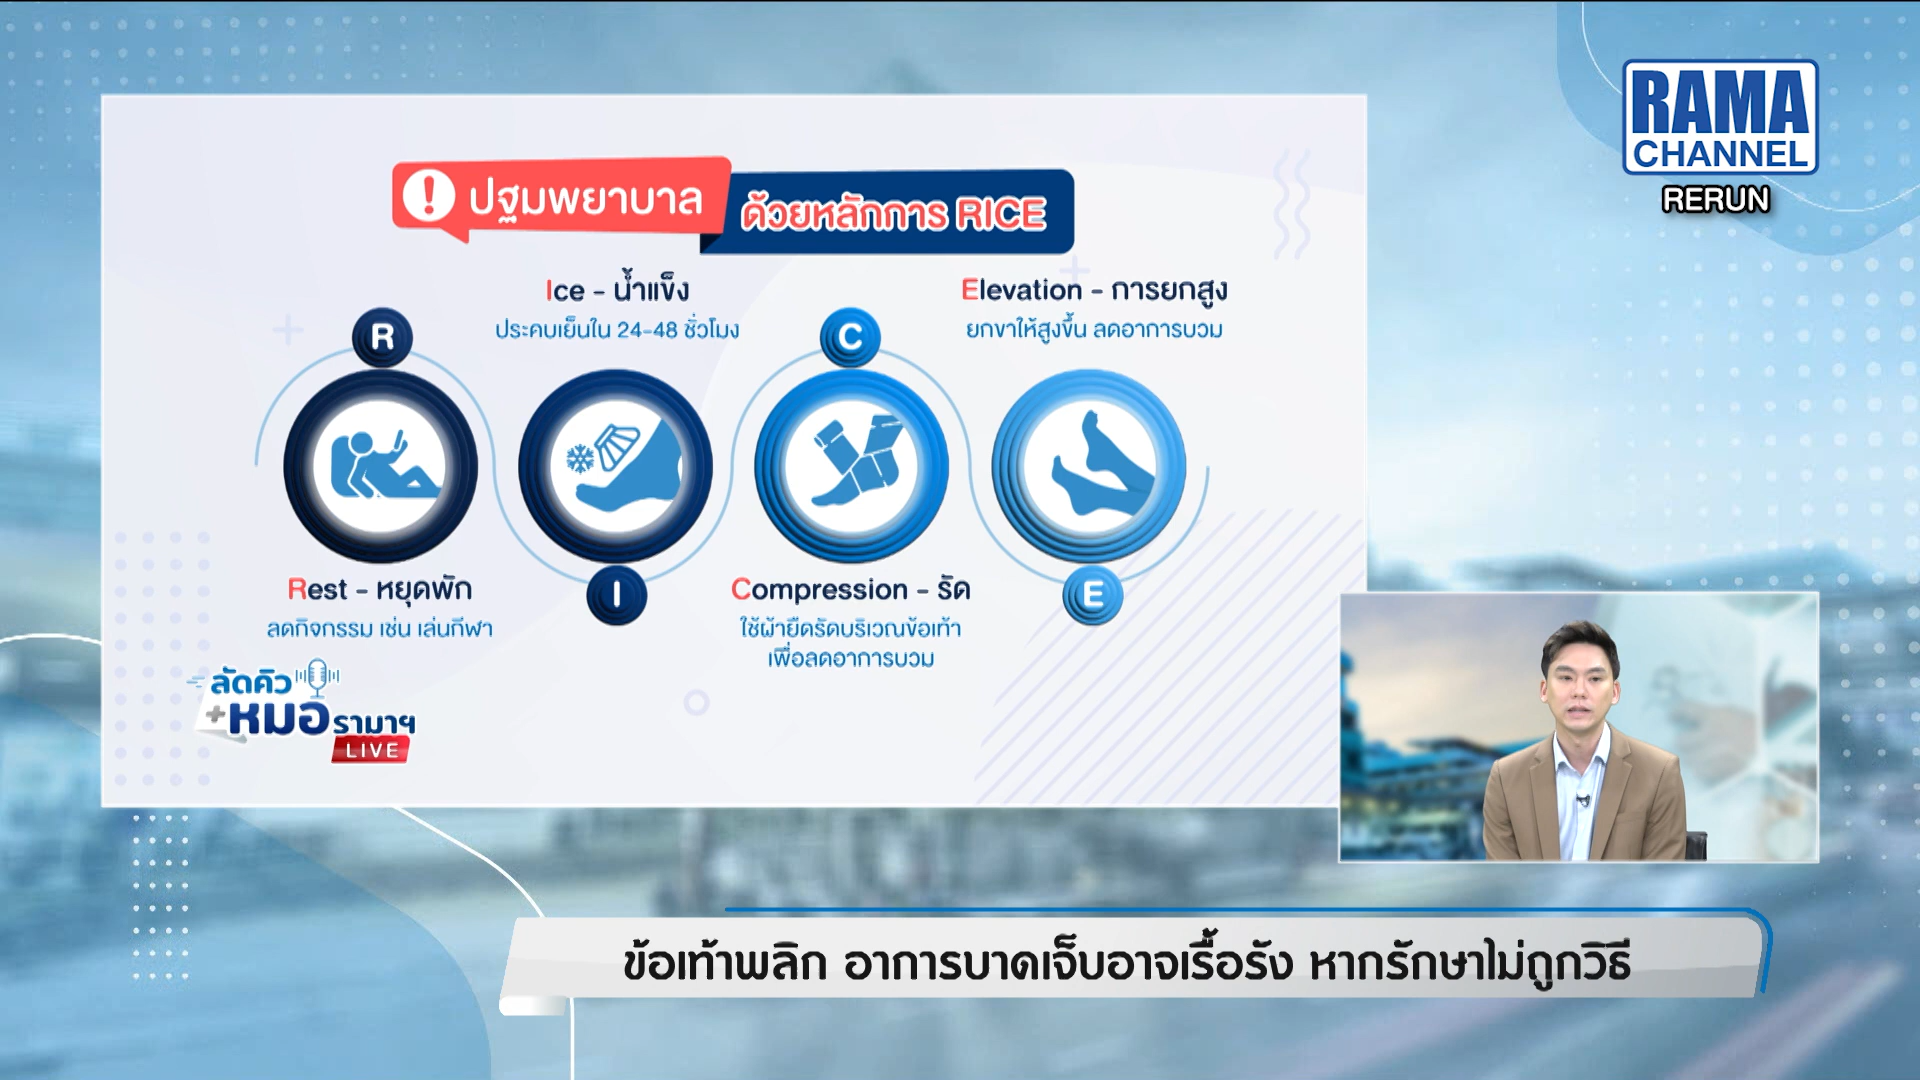 RAMA
CHANNEL
RERUN
ปฐมพยาบาล
ด้วยหลักการ RICE
R
Rest - หยุดพัก
ลดกิจกรรม เช่น เล่นกีฬา
Ice - น้ำแข็ง
ประคบเย็นใน 24-48 ชั่วโมง
I
C
Compression - รัด
ใช้ผ้ายืดรัดบริเวณข้อเท้า
เพื่อลดอาการบวม
Elevation - การยกสูง
ยกขาให้สูงขึ้น ลดอาการบวม
E
ลัดคิว
หมอรามาฯ
LIVE
ข้อเท้าพลิก อาการบาดเจ็บอาจเรื้อรัง หากรักษาไม่ถูกวิธี